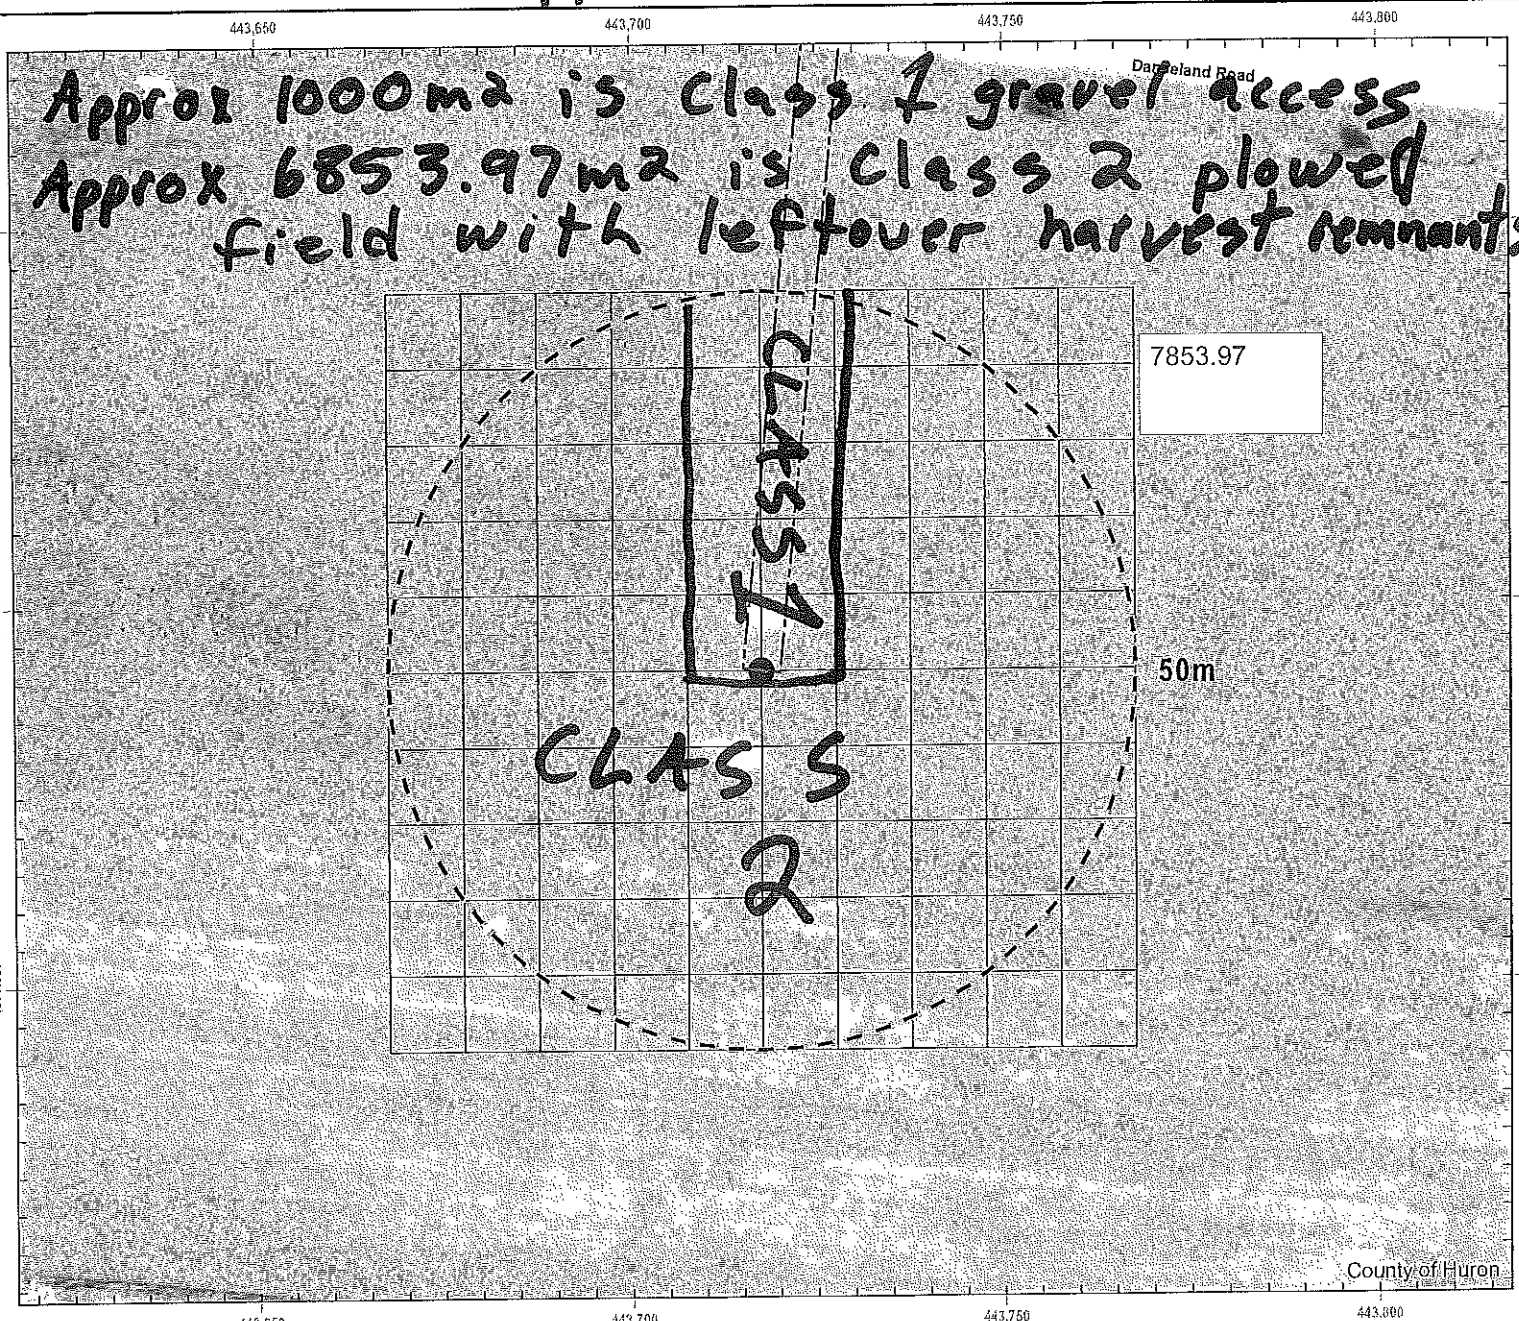 443,650 443,700 443,750 443,800
Dangeland Road
Approx 1000m2 is Class 1 gravel access
Approx 6853.97m2 is Class 2 plowed
field with leftover harvest remnants
7853.97
CLASS 1
50m
CLASS
2
County of Huron
443,700 443,750 443,800